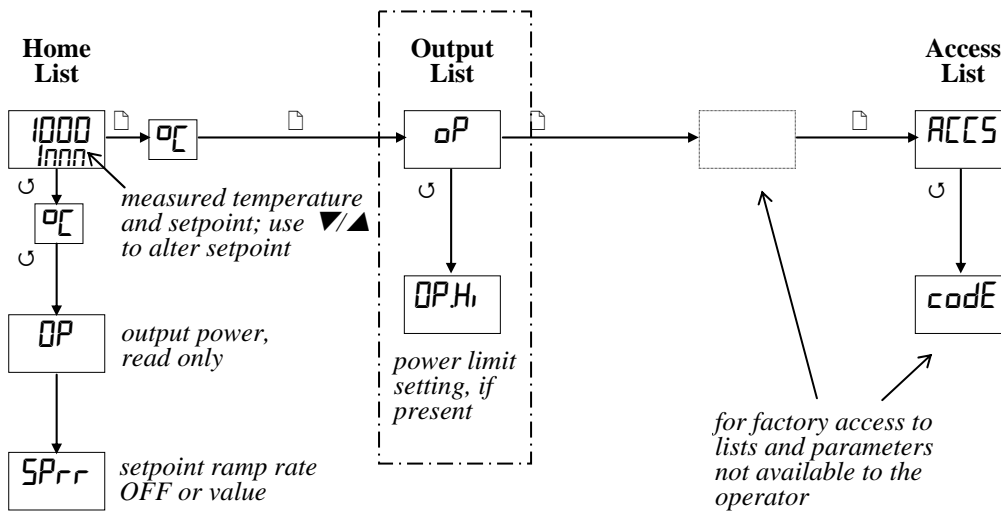 Home
List
1000
°C
measured temperature
and setpoint; use ▼/▲
to alter setpoint
°C
OP
output power,
read only
SPrr
setpoint ramp rate
OFF or value
Output
List
oP
OP.Hi
power limit
setting, if
present
Access
List
ACCS
codE
for factory access to
lists and parameters
not available to the
operator